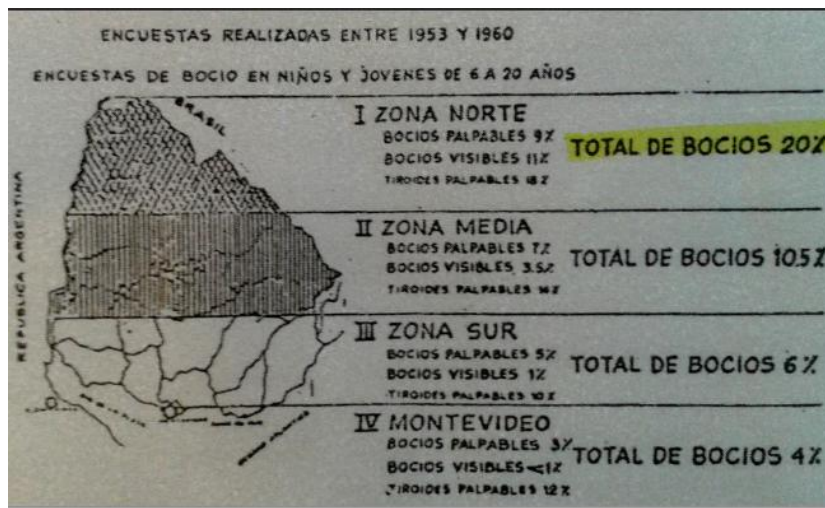 ENCUESTAS REALIZADAS ENTRE 1953 Y 1960
ENCUESTAS DE BOCIO EN NIÑOS Y JOVENES DE 6 A 20 AÑOS
BRASIL
REPUBLICA ARGENTINA
I ZONA NORTE
BOCIOS PALPABLES 9%
BOCIOS VISIBLES 11%
TIROIDES PALPABLES 18%
TOTAL DE BOCIOS 20%
II ZONA MEDIA
BOCIOS PALPABLES 7%
BOCIOS VISIBLES 3.5%
TIROIDES PALPABLES 14%
TOTAL DE BOCIOS 10.5%
III ZONA SUR
BOCIOS PALPABLES 5%
BOCIOS VISIBLES 1%
TIROIDES PALPABLES 10%
TOTAL DE BOCIOS 6%
IV MONTEVIDEO
BOCIOS PALPABLES 3%
BOCIOS VISIBLES <1%
TIROIDES PALPABLES 12%
TOTAL DE BOCIOS 4%